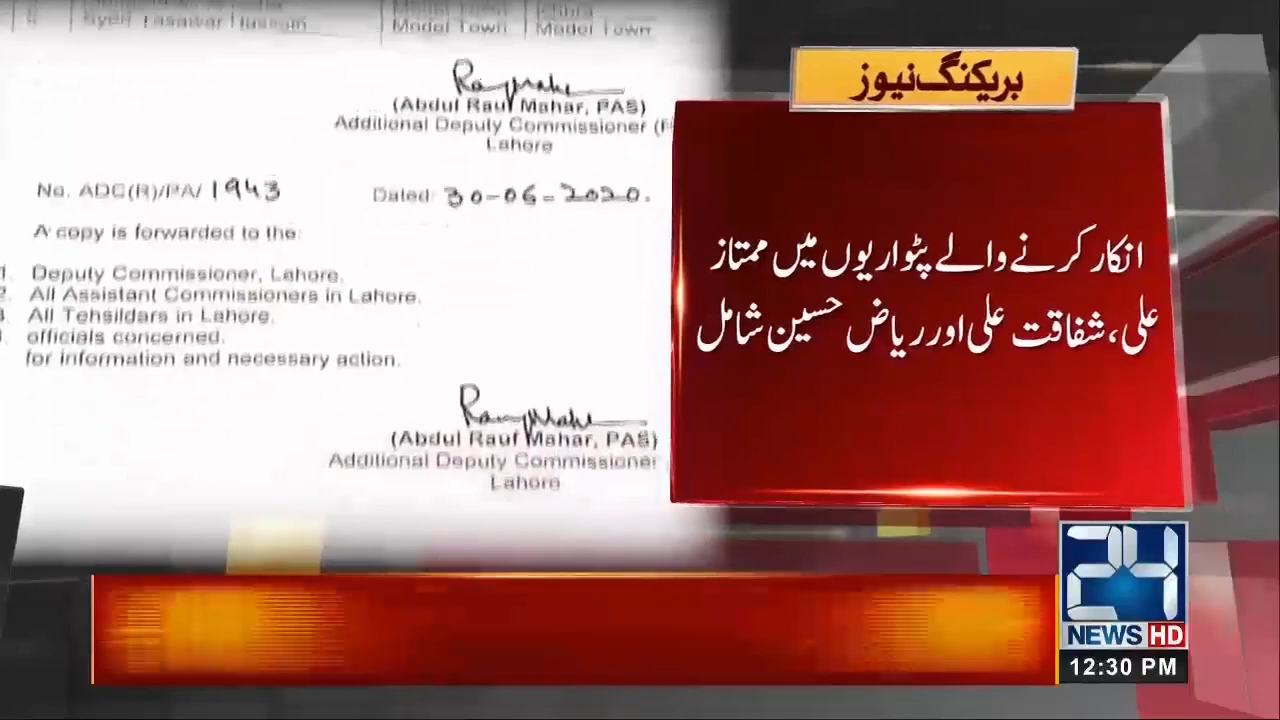 Syed Tasawar Hussain Model Town Model Town
(Abdul Rauf Mahar, PAS)
Additional Deputy Commissioner
Lahore
No. ADC(R)/PA/ 1943 Dated: 30-06-2020.
A copy is forwarded to the:
1. Deputy Commissioner, Lahore.
2. All Assistant Commissioners in Lahore.
3. All Tehsildars in Lahore.
officials concerned.
for information and necessary action.
(Abdul Rauf Mahar, PAS)
Additional Deputy Commissioner
Lahore
بریکنگ نیوز
انکار کرنے والے پٹواریوں میں ممتاز
علی، شفاقت علی اور ریاض حسین شامل
24
NEWS HD
12:30 PM